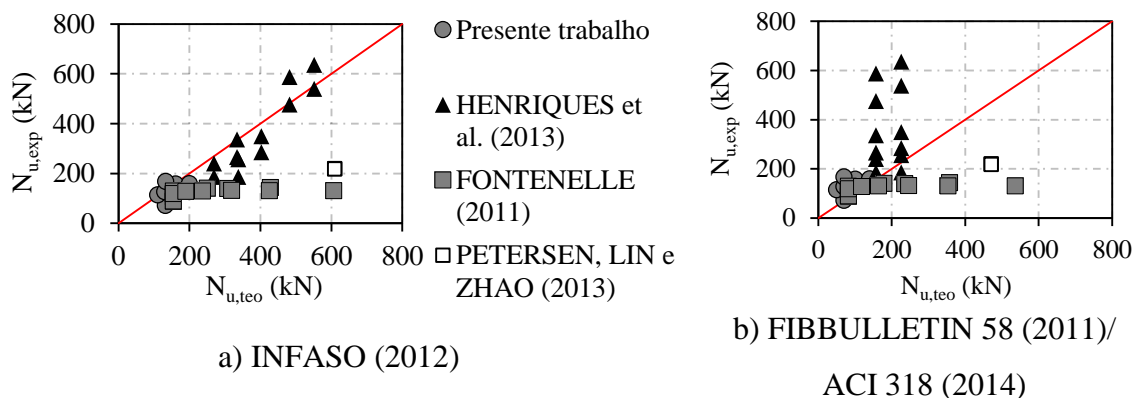 800
600
400
200
0
N_u,exp (kN)
0 200 400 600 800
N_u,teo (kN)
a) INFASO (2012)
Presente trabalho
HENRIQUES et
al. (2013)
FONTENELLE
(2011)
PETERSEN, LIN e
ZHAO (2013)
800
600
400
200
0
N_u,exp (kN)
0 200 400 600 800
N_u,teo (kN)
b) FIBBULLETIN 58 (2011)/
ACI 318 (2014)